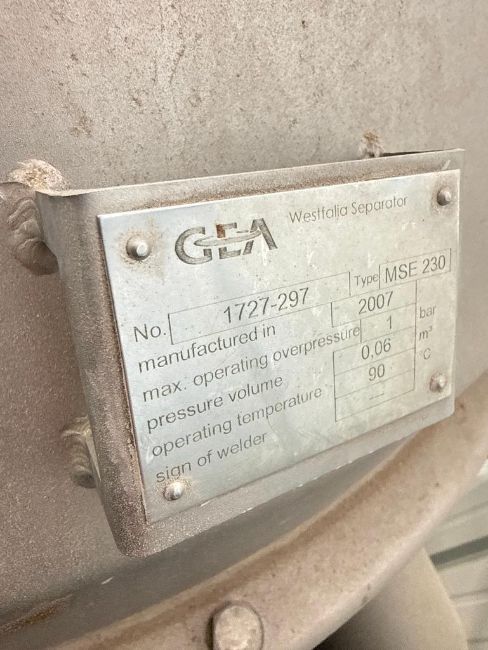 GEA Westfalia Separator
No. 1727-297 Type MSE 230
manufactured in 2007
max. operating overpressure 1 bar
pressure volume 0,06 m³
operating temperature 90 °C
sign of welder ---